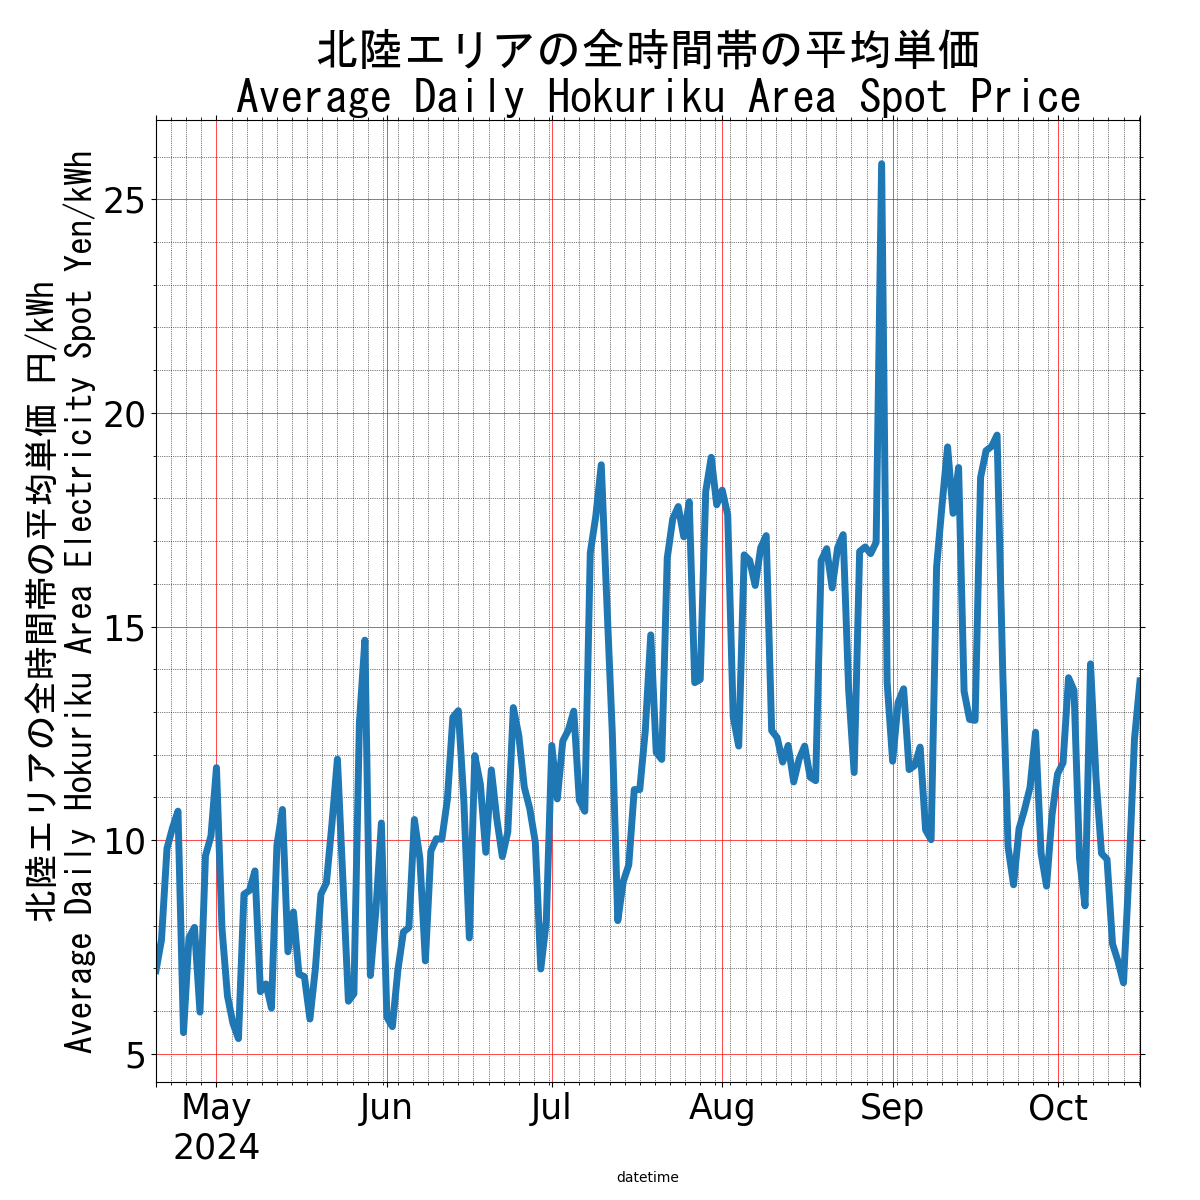 北陸エリアの全時間帯の平均単価
Average Daily Hokuriku Area Spot Price
北陸エリアの全時間帯の平均単価 円/kWh
Average Daily Hokuriku Area Electricity Spot Yen/kWh
25
20
15
10
5
May Jun Jul Aug Sep Oct
2024
datetime